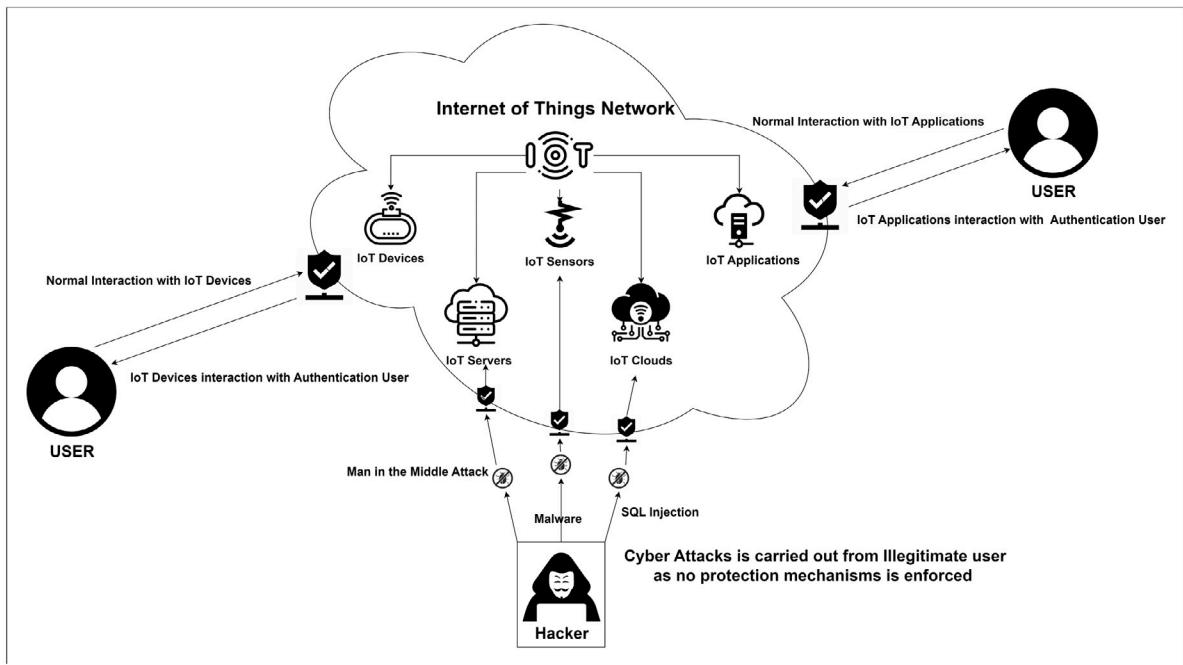 Internet of Things Network
IOT
Normal Interaction with IoT Applications
USER
IoT Applications interaction with Authentication User
IoT Devices
IoT Sensors
IoT Applications
Normal Interaction with IoT Devices
IoT Servers
IoT Clouds
IoT Devices interaction with Authentication User
USER
Man in the Middle Attack
Malware
SQL Injection
Cyber Attacks is carried out from Illegitimate user
as no protection mechanisms is enforced
Hacker